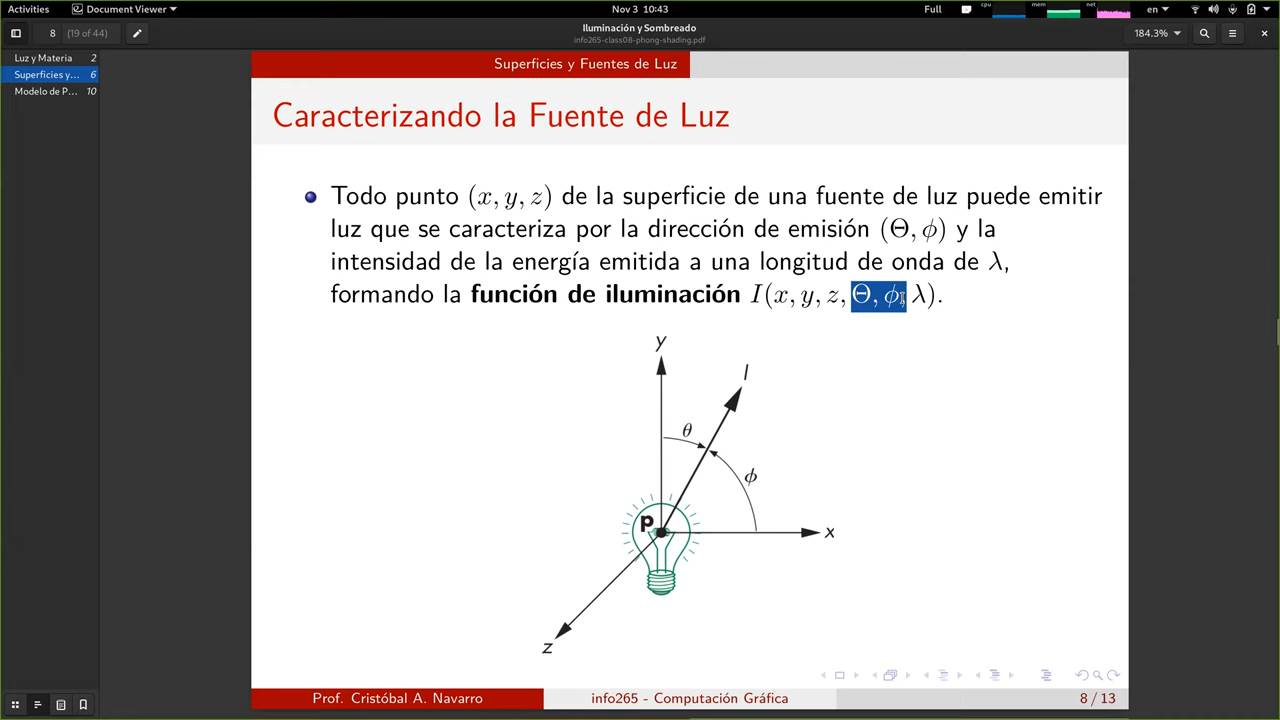 Activities
Document Viewer
Nov 3 10:43
Full
cpu
mem
net
en
8
(19 of 44)
Iluminación y Sombreado
info265-class08-phong-shading.pdf
184.3%
Luz y Materia 2
Superficies y... 6
Modelo de P... 10
Superficies y Fuentes de Luz
Caracterizando la Fuente de Luz
Todo punto (x, y, z) de la superficie de una fuente de luz puede emitir
luz que se caracteriza por la dirección de emisión (Θ, ϕ) y la
intensidad de la energía emitida a una longitud de onda de λ,
formando la función de iluminación I(x, y, z, Θ, ϕ, λ).
y
l
θ
ϕ
p
x
z
Prof. Cristóbal A. Navarro
info265 - Computación Gráfica
8 / 13